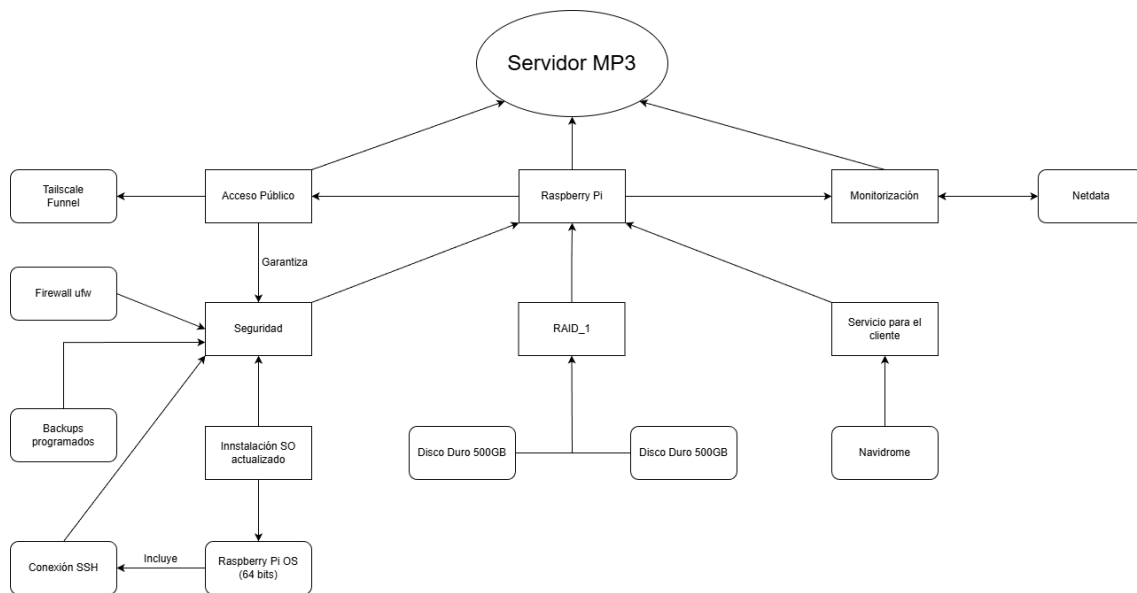 Servidor MP3
Tailscale
Funnel
Acceso Público
Raspberry Pi
Monitorización
Netdata
Garantiza
Firewall ufw
Seguridad
RAID_1
Servicio para el
cliente
Backups
programados
Innstalación SO
actualizado
Disco Duro 500GB
Disco Duro 500GB
Navidrome
Conexión SSH
Incluye
Raspberry Pi OS
(64 bits)